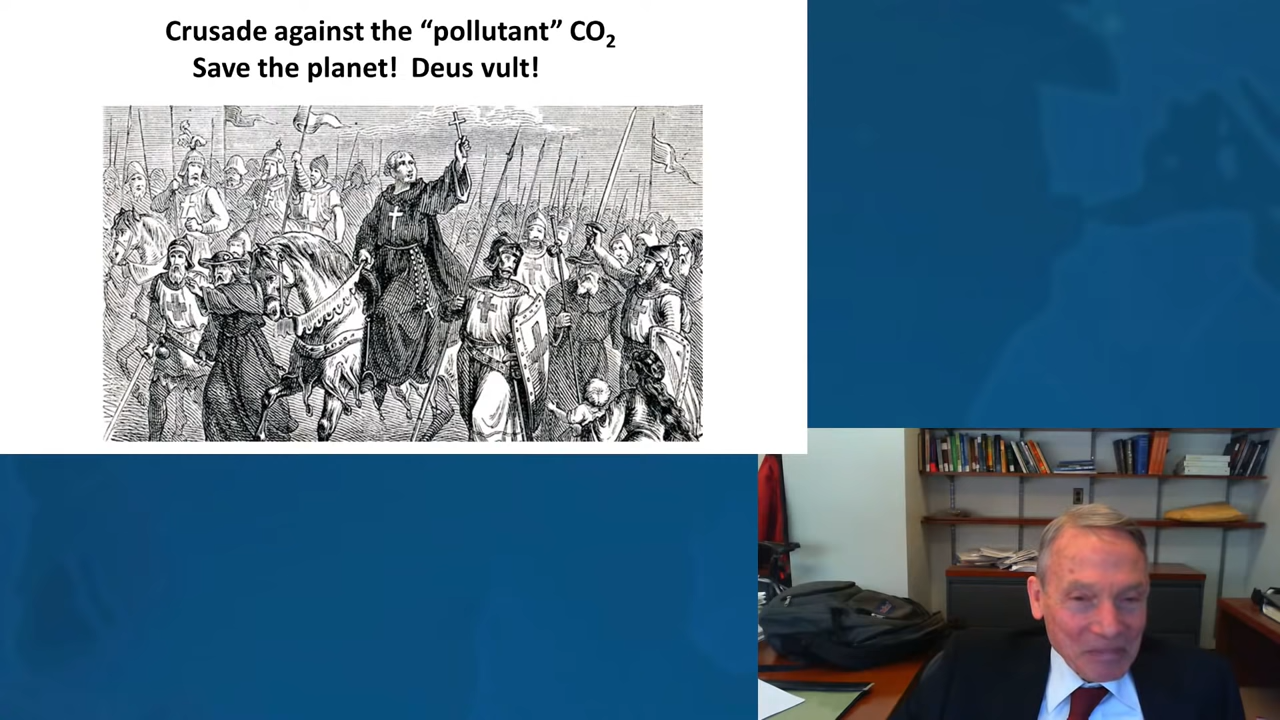 Crusade against the “pollutant” CO₂
Save the planet! Deus vult!